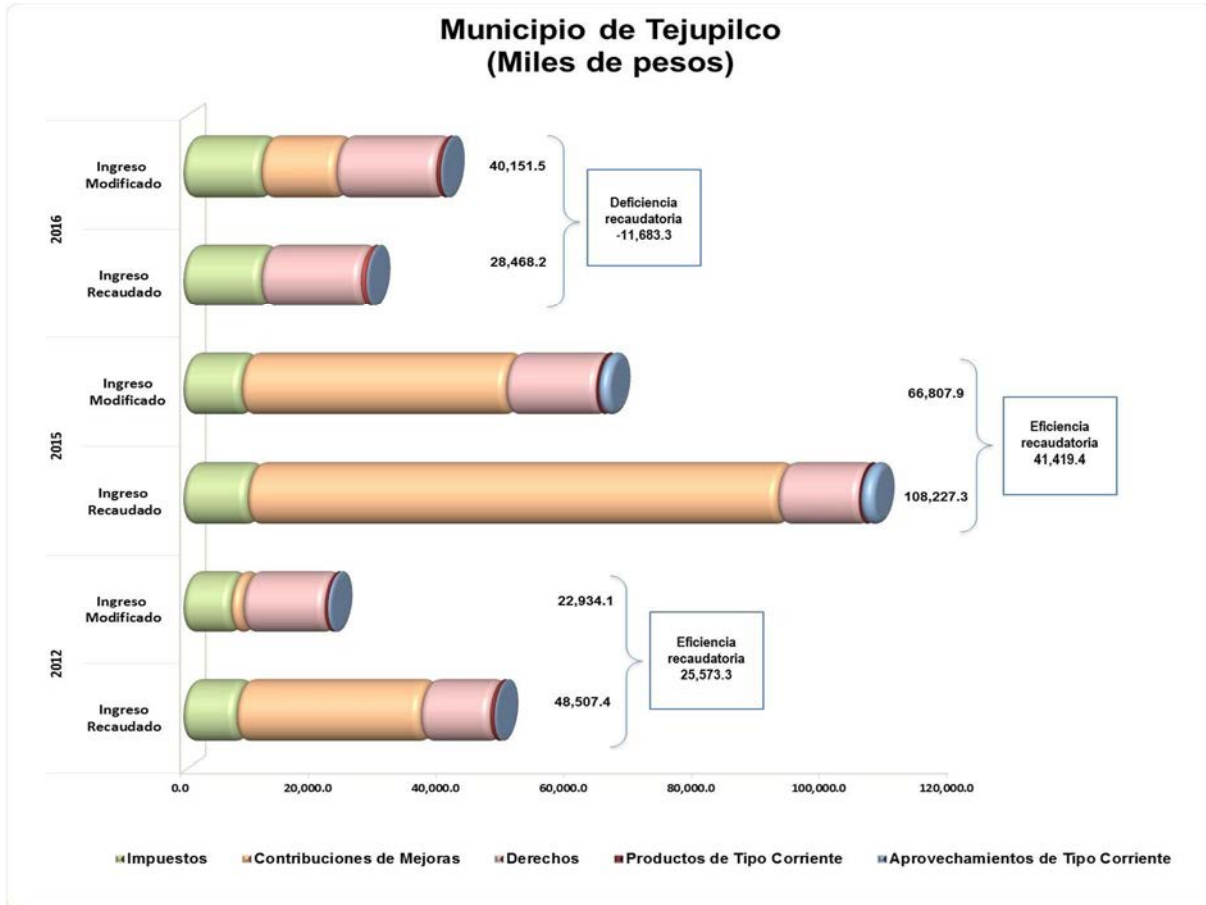 Municipio de Tejupilco
(Miles de pesos)
2016
Ingreso
Modificado
40,151.5
Ingreso
Recaudado
28,468.2
Deficiencia
recaudatoria
-11,683.3
2015
Ingreso
Modificado
66,807.9
Ingreso
Recaudado
108,227.3
Eficiencia
recaudatoria
41,419.4
2012
Ingreso
Modificado
22,934.1
Ingreso
Recaudado
48,507.4
Eficiencia
recaudatoria
25,573.3
0.0 20,000.0 40,000.0 60,000.0 80,000.0 100,000.0 120,000.0
Impuestos Contribuciones de Mejoras Derechos Productos de Tipo Corriente Aprovechamientos de Tipo Corriente